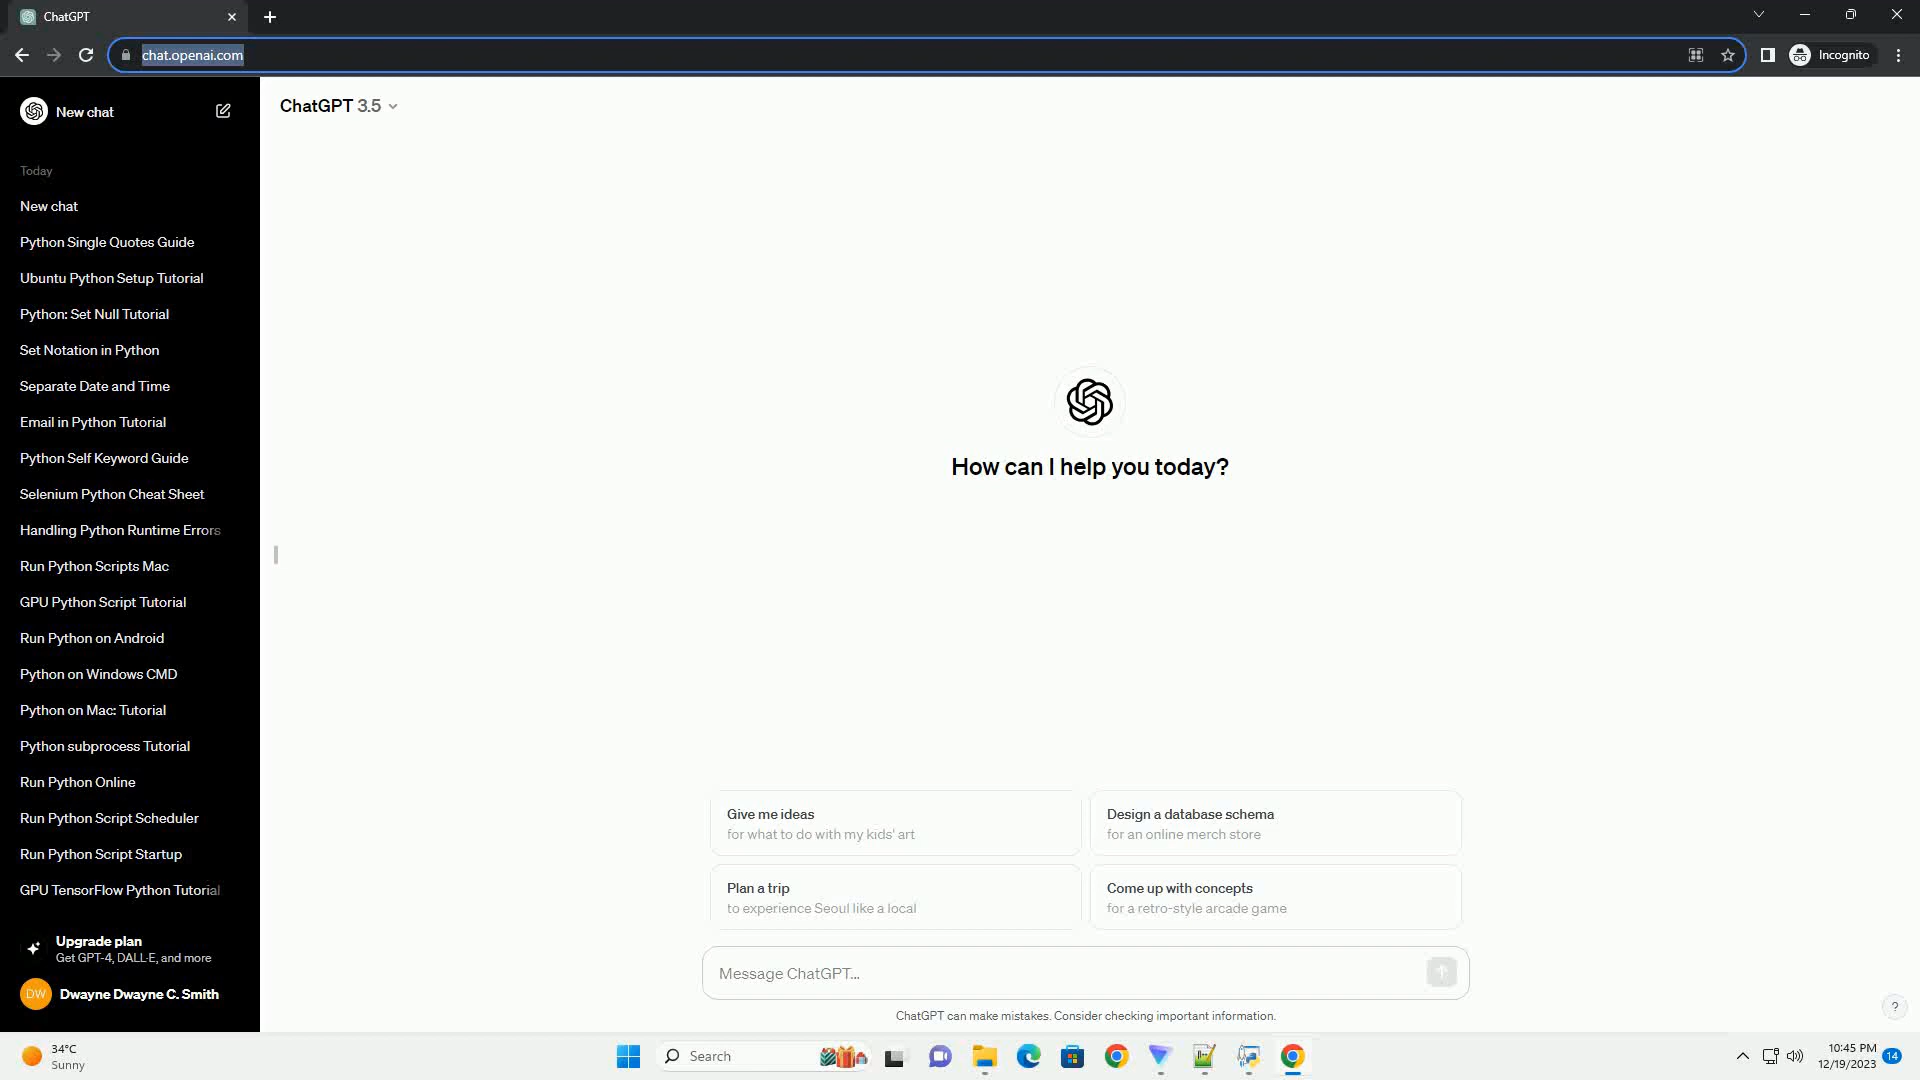 ChatGPT
chat.openai.com
Incognito
New chat
ChatGPT 3.5
Today
New chat
Python Single Quotes Guide
Ubuntu Python Setup Tutorial
Python: Set Null Tutorial
Set Notation in Python
Separate Date and Time
Email in Python Tutorial
Python Self Keyword Guide
Selenium Python Cheat Sheet
Handling Python Runtime Errors
Run Python Scripts Mac
GPU Python Script Tutorial
Run Python on Android
Python on Windows CMD
Python on Mac: Tutorial
Python subprocess Tutorial
Run Python Online
Run Python Script Scheduler
Run Python Script Startup
GPU TensorFlow Python Tutorial
Upgrade plan
Get GPT-4, DALL·E, and more
DW
Dwayne Dwayne C. Smith
How can I help you today?
Give me ideas
for what to do with my kids' art
Design a database schema
for an online merch store
Plan a trip
to experience Seoul like a local
Come up with concepts
for a retro-style arcade game
Message ChatGPT...
ChatGPT can make mistakes. Consider checking important information.
?
34°C
Sunny
Search
10:45 PM
12/19/2023
14